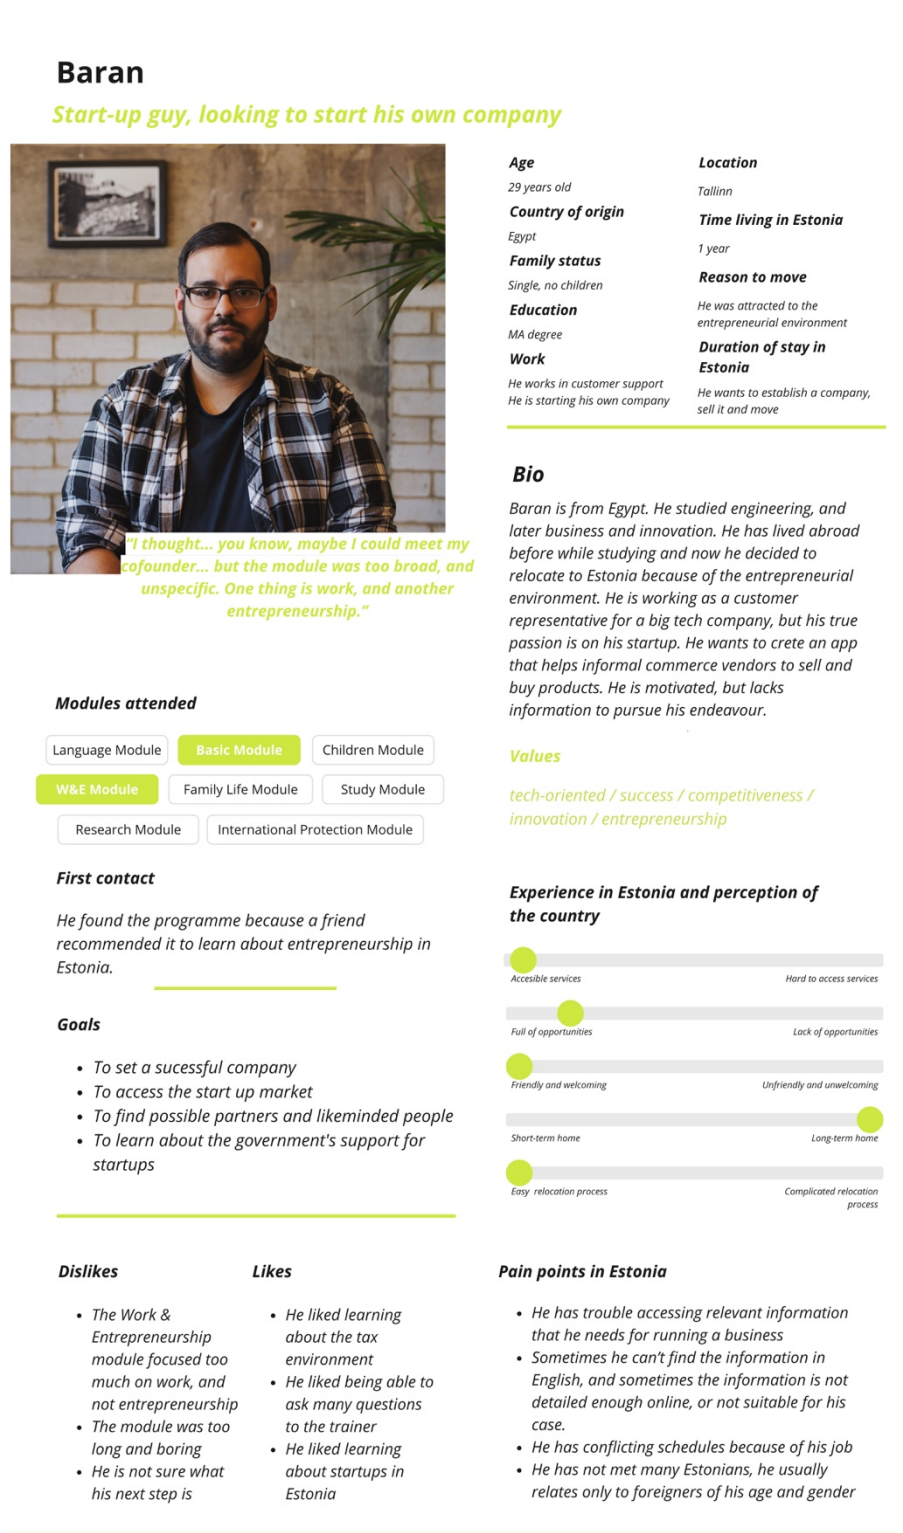 Baran
Start-up guy, looking to start his own company
Age
29 years old
Country of origin
Egypt
Family status
Single, no children
Education
MA degree
Work
He works in customer support
He is starting his own company
Location
Tallinn
Time living in Estonia
1 year
Reason to move
He was attracted to the
entrepreneurial environment
Duration of stay in
Estonia
He wants to establish a company,
sell it and move
"I thought... you know, maybe I could meet my
cofounder... but the module was too broad, and
unspecific. One thing is work, and another
entrepreneurship."
Bio
Baran is from Egypt. He studied engineering, and
later business and innovation. He has lived abroad
before while studying and now he decided to
relocate to Estonia because of the entrepreneurial
environment. He is working as a customer
representative for a big tech company, but his true
passion is on his startup. He wants to crete an app
that helps informal commerce vendors to sell and
buy products. He is motivated, but lacks
information to pursue his endeavour.
Values
tech-oriented / success / competitiveness /
innovation / entrepreneurship
Modules attended
Language Module
Basic Module
Children Module
W&E Module
Family Life Module
Study Module
Research Module
International Protection Module
First contact
He found the programme because a friend
recommended it to learn about entrepreneurship in
Estonia.
Goals
• To set a sucessful company
• To access the start up market
• To find possible partners and likeminded people
• To learn about the government's support for
startups
Experience in Estonia and perception of
the country
Accesible services
Hard to access services
Full of opportunities
Lack of opportunities
Friendly and welcoming
Unfriendly and unwelcoming
Short-term home
Long-term home
Easy relocation process
Complicated relocation
process
Dislikes
• The Work &
Entrepreneurship
module focused too
much on work, and
not entrepreneurship
• The module was too
long and boring
• He is not sure what
his next step is
Likes
• He liked learning
about the tax
environment
• He liked being able to
ask many questions
to the trainer
• He liked learning
about startups in
Estonia
Pain points in Estonia
• He has trouble accessing relevant information
that he needs for running a business
• Sometimes he can't find the information in
English, and sometimes the information is not
detailed enough online, or not suitable for his
case.
• He has conflicting schedules because of his job
• He has not met many Estonians, he usually
relates only to foreigners of his age and gender